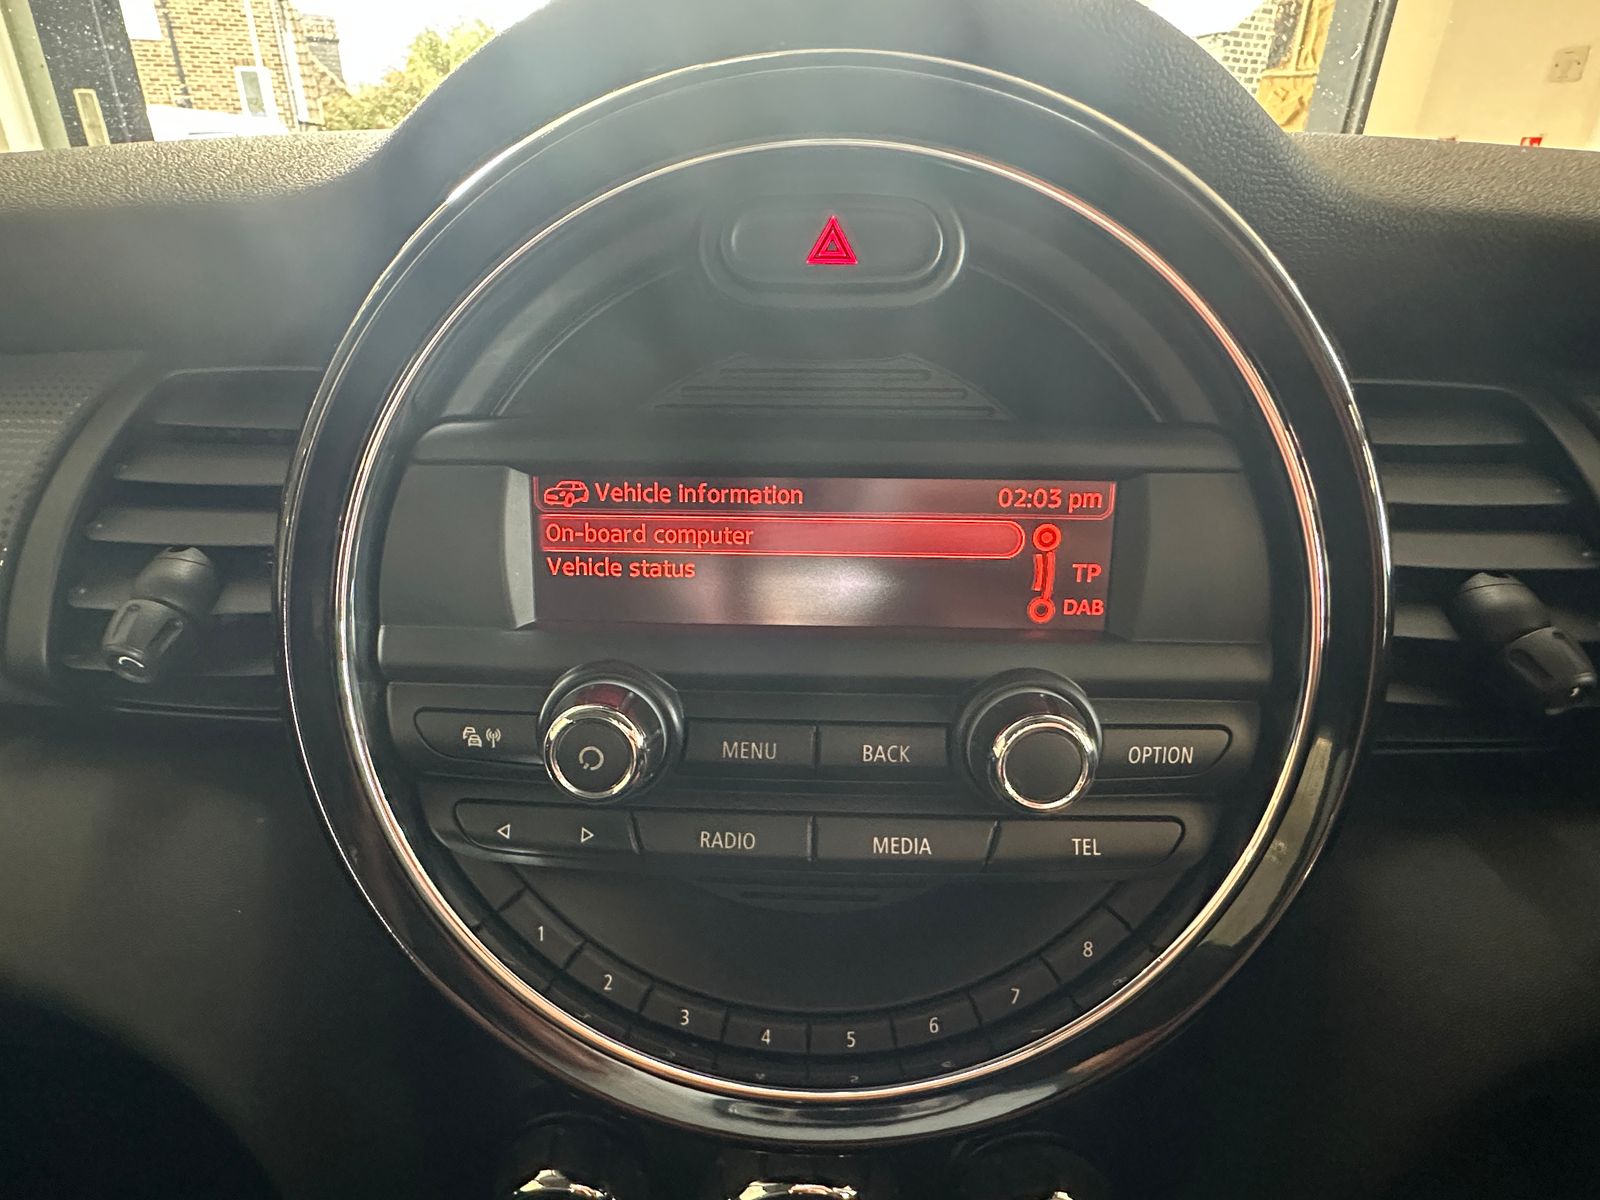 Vehicle information 02:03 pm
On-board computer
Vehicle status
TP
DAB
MENU BACK OPTION
RADIO MEDIA TEL
1 2 3 4 5 6 7 8